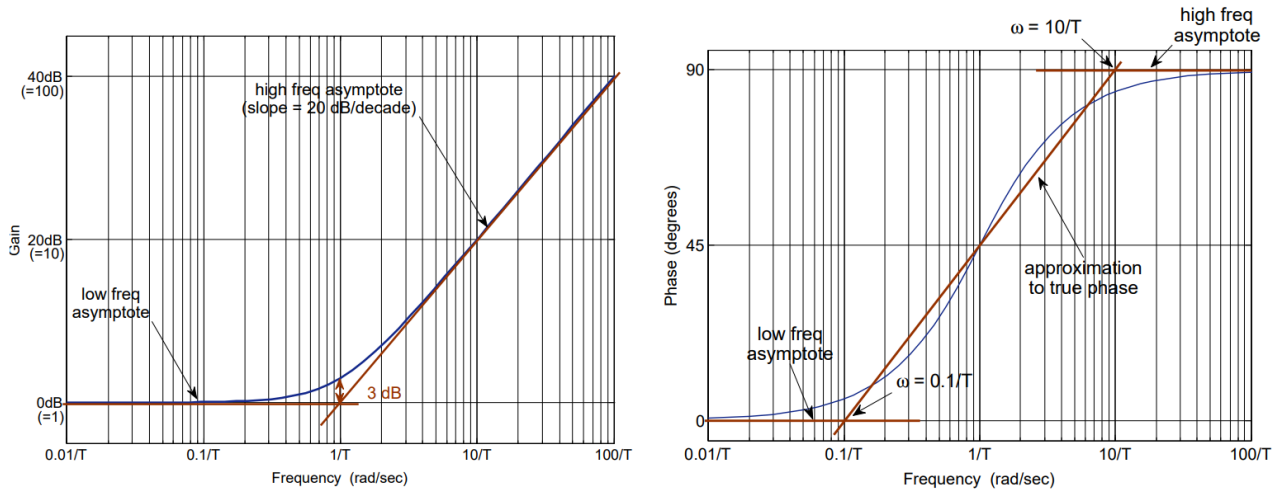 40dB
(=100)
20dB
(=10)
0dB
(=1)
Gain
high freq asymptote
(slope = 20 dB/decade)
low freq
asymptote
3 dB
0.01/T
0.1/T
1/T
10/T
100/T
Frequency (rad/sec)
ω = 10/T
high freq
asymptote
90
45
0
Phase (degrees)
approximation
to true phase
low freq
asymptote
ω = 0.1/T
0.01/T
0.1/T
1/T
10/T
100/T
Frequency (rad/sec)